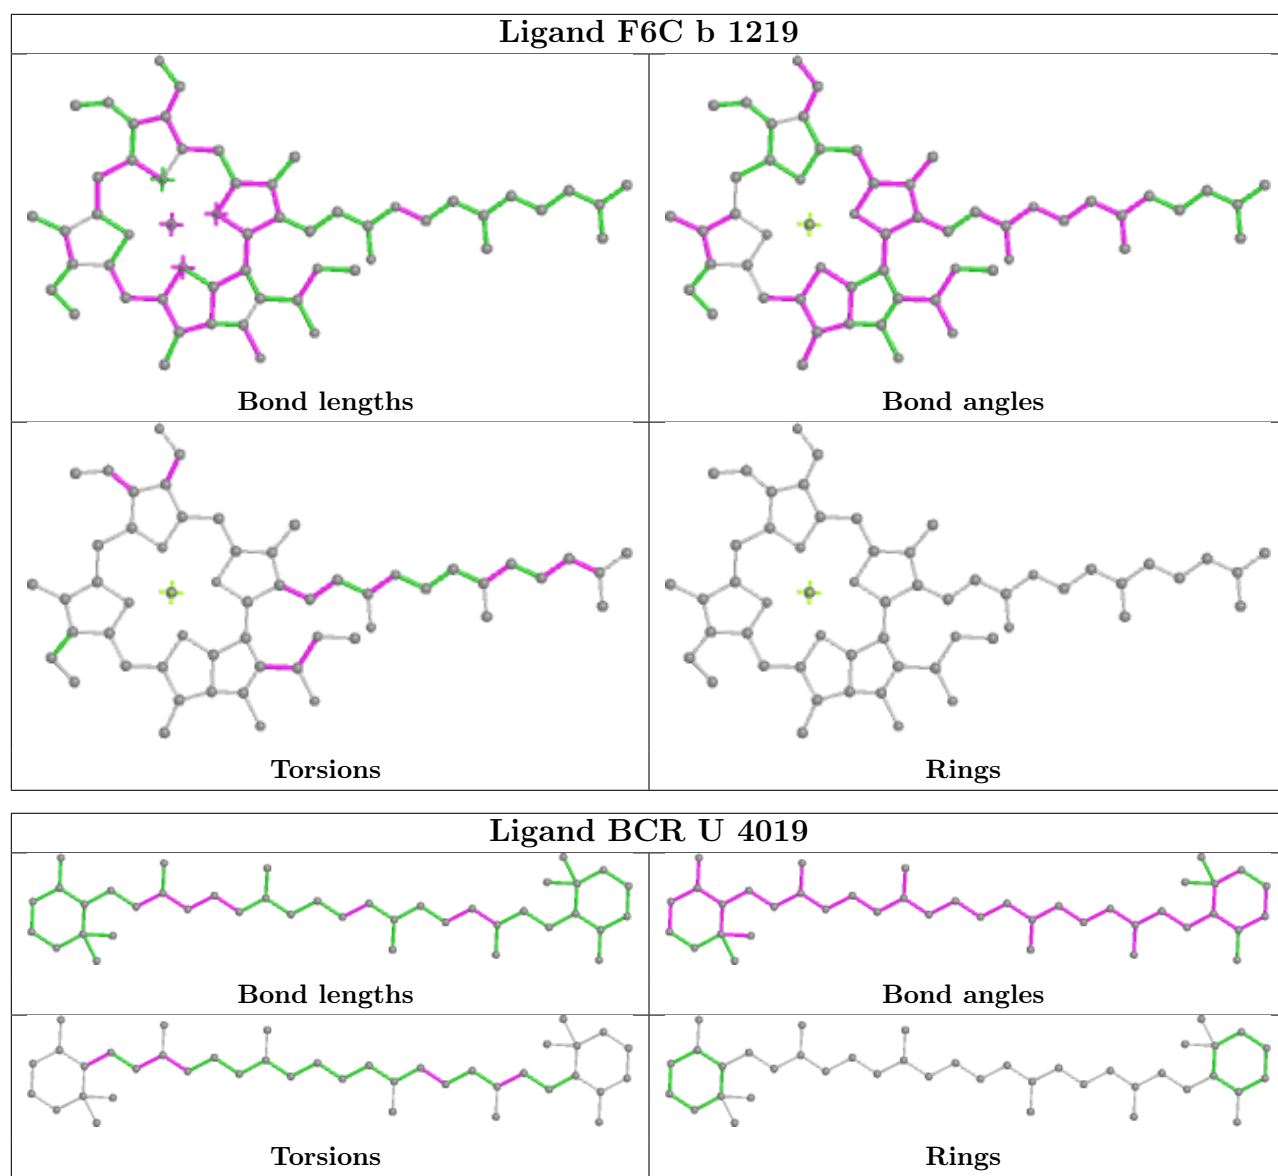 Ligand F6C b 1219
Bond lengths
Bond angles
Torsions
Rings
Ligand BCR U 4019
Bond lengths
Bond angles
Torsions
Rings